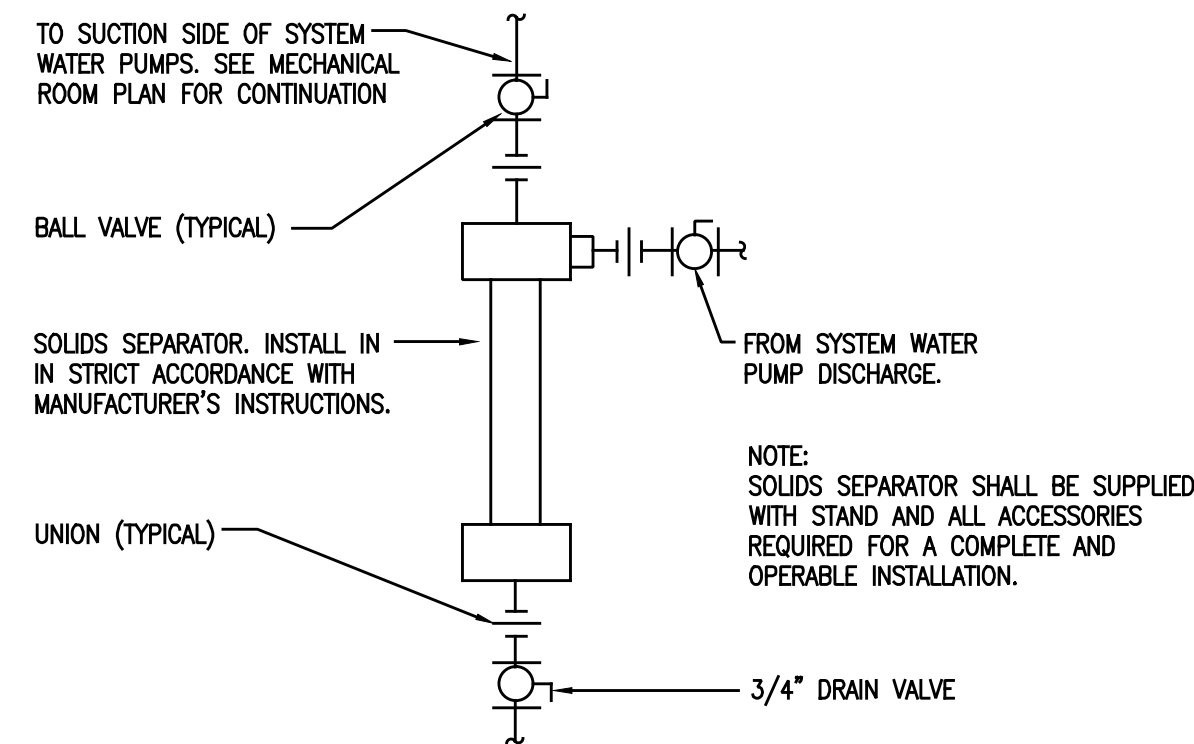 TO SUCTION SIDE OF SYSTEM
WATER PUMPS. SEE MECHANICAL
ROOM PLAN FOR CONTINUATION
BALL VALVE (TYPICAL)
SOLIDS SEPARATOR. INSTALL IN
IN STRICT ACCORDANCE WITH
MANUFACTURER'S INSTRUCTIONS.
FROM SYSTEM WATER
PUMP DISCHARGE.
NOTE:
SOLIDS SEPARATOR SHALL BE SUPPLIED
WITH STAND AND ALL ACCESSORIES
REQUIRED FOR A COMPLETE AND
OPERABLE INSTALLATION.
UNION (TYPICAL)
3/4" DRAIN VALVE